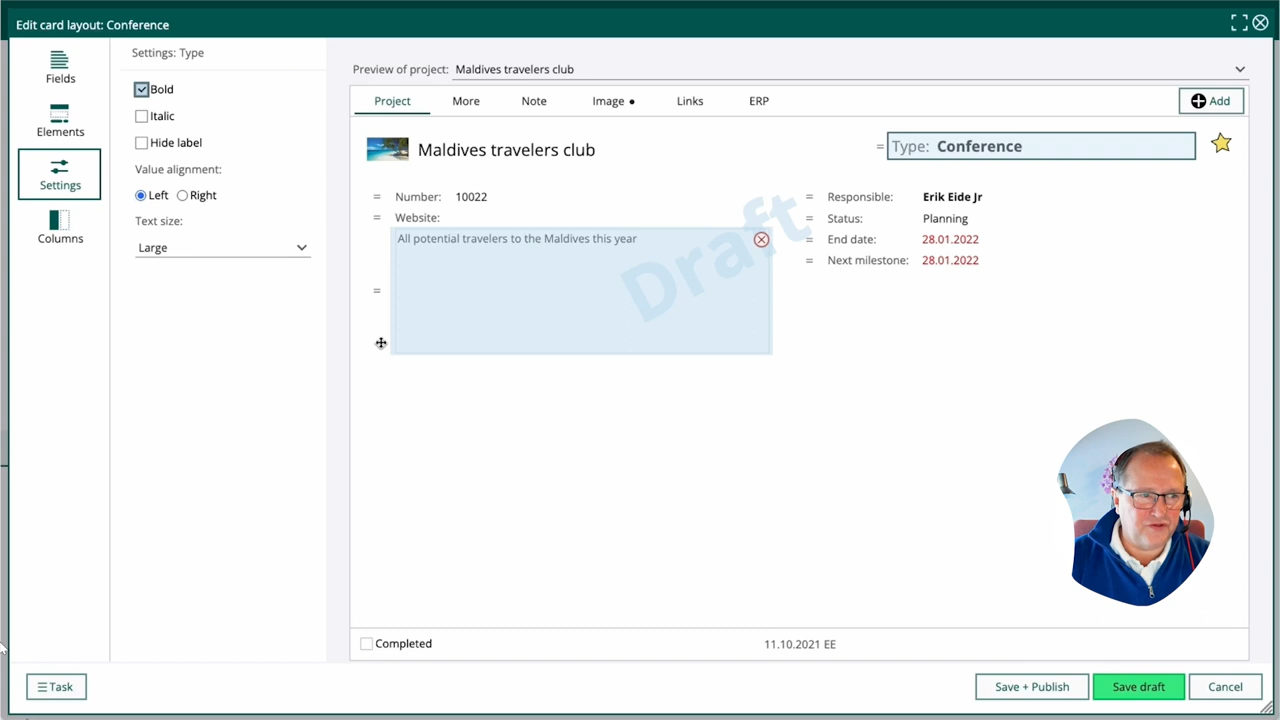 Edit card layout: Conference
Fields
Elements
Settings
Columns
Settings: Type
Bold
Italic
Hide label
Value alignment:
Left Right
Text size:
Large
Preview of project: Maldives travelers club
Project More Note Image Links ERP
Add
Maldives travelers club
Type: Conference
= Number: 10022
= Website:
All potential travelers to the Maldives this year
=
= Responsible: Erik Eide Jr
= Status: Planning
= End date: 28.01.2022
= Next milestone: 28.01.2022
Draft
Completed
11.10.2021 EE
Task
Save + Publish
Save draft
Cancel